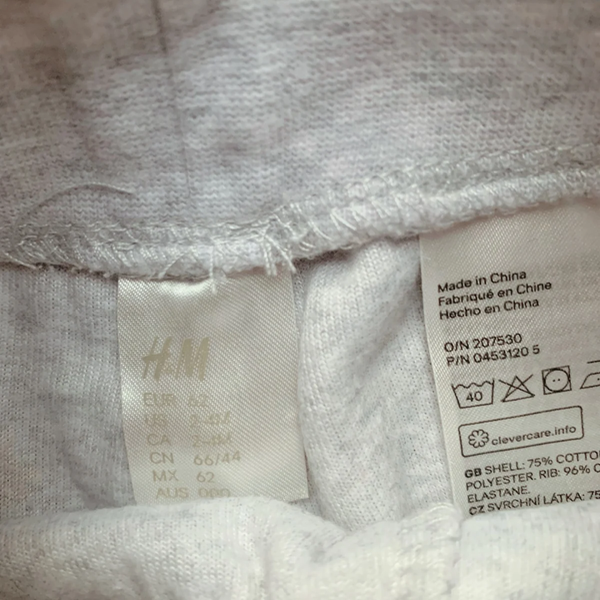 H&M
EUR 62
US 2-4M
CA 2-4M
CN 66/44
MX 62
AUS 000
Made in China
Fabriqué en Chine
Hecho en China
O/N 207530
P/N 0453120 5
40
clevercare.info
GB SHELL: 75% COTTO
POLYESTER. RIB: 96% C
ELASTANE.
CZ SVRCHNÍ LÁTKA: 75